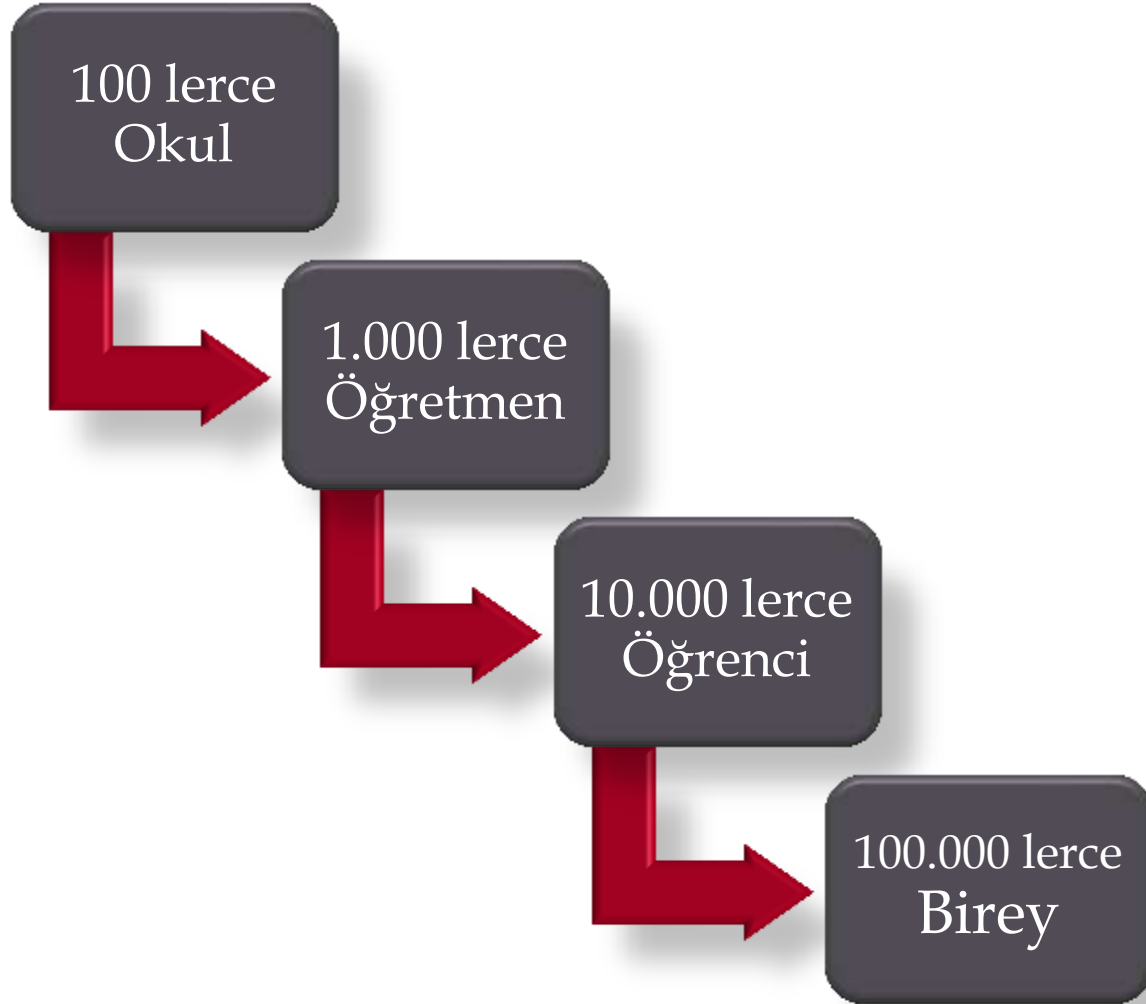 100 lerce
Okul
1.000 lerce
Öğretmen
10.000 lerce
Öğrenci
100.000 lerce
Birey